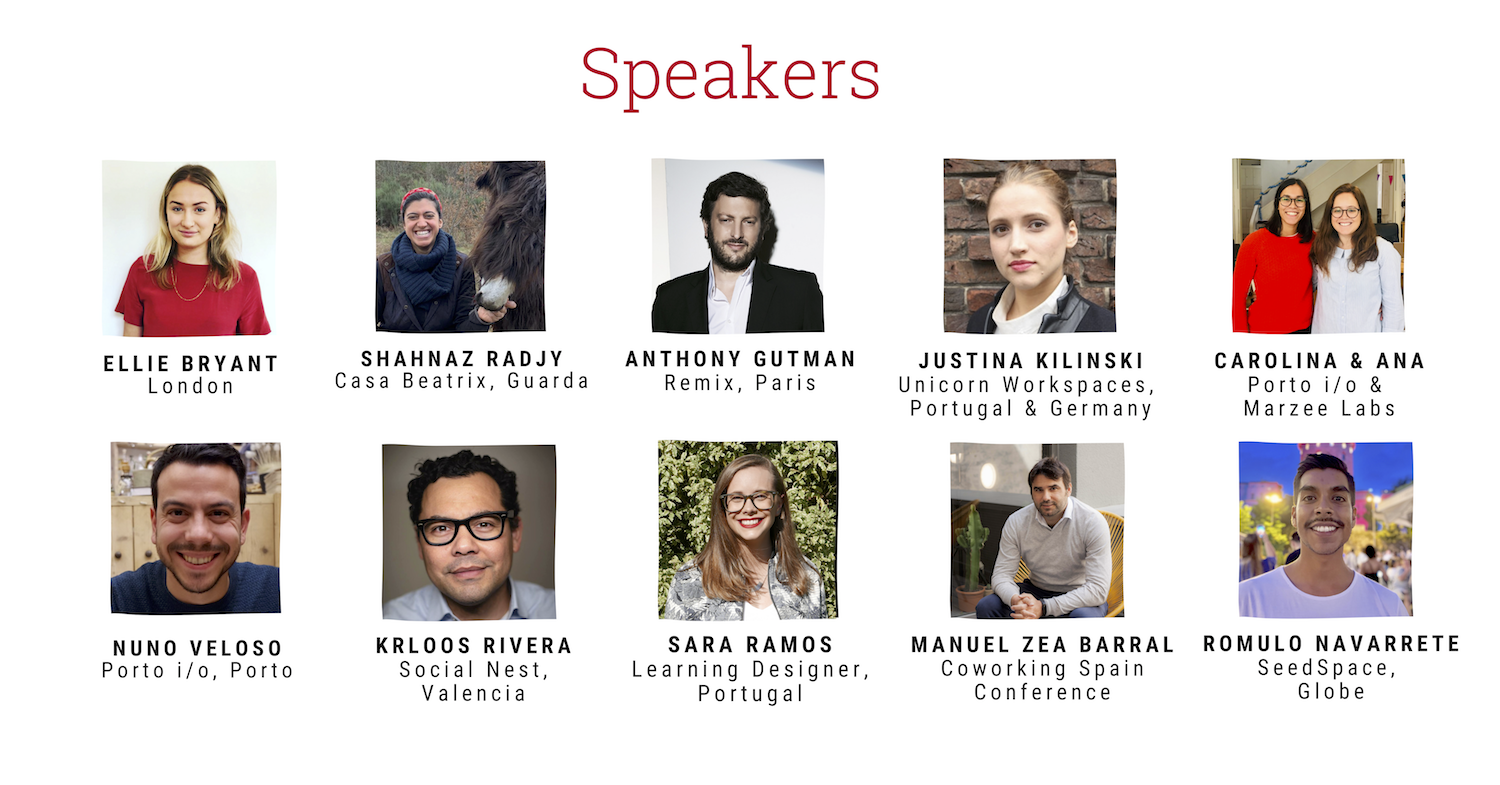 Speakers
ELLIE BRYANT
London
SHAHNAZ RADJY
Casa Beatrix, Guarda
ANTHONY GUTMAN
Remix, Paris
JUSTINA KILINSKI
Unicorn Workspaces,
Portugal & Germany
CAROLINA & ANA
Porto i/o &
Marzee Labs
NUNO VELOSO
Porto i/o, Porto
KRLOOS RIVERA
Social Nest,
Valencia
SARA RAMOS
Learning Designer,
Portugal
MANUEL ZEA BARRAL
Coworking Spain
Conference
ROMULO NAVARRETE
SeedSpace,
Globe